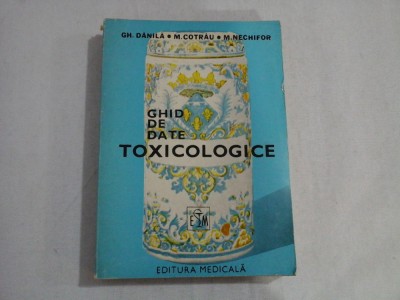 GH. DĂNILĂ • M. COTRĂU • M. NECHIFOR
GHID
DE
DATE
TOXICOLOGICE
EDITURA MEDICALĂ